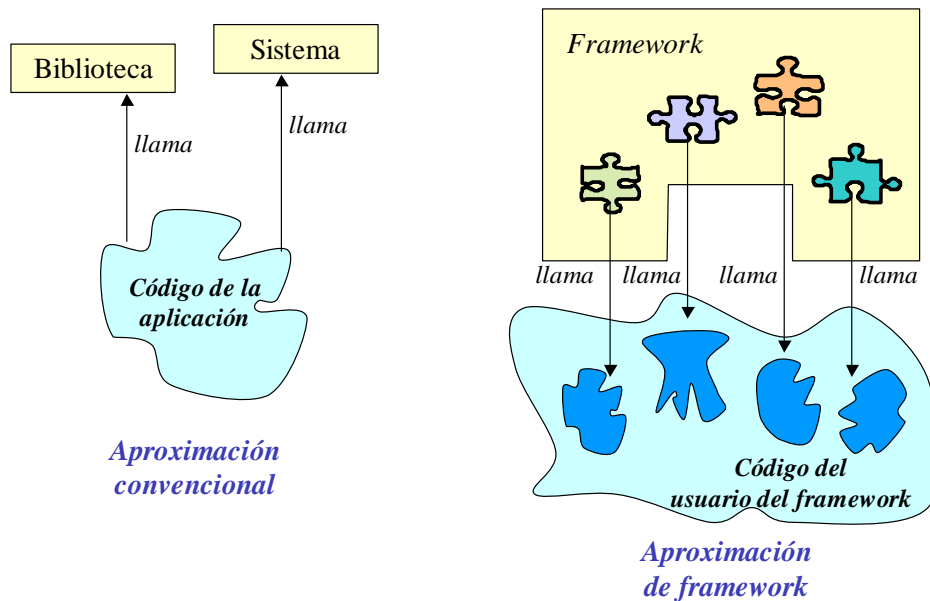 Biblioteca
Sistema
llama
llama
Código de la
aplicación
Aproximación
convencional
Framework
llama
llama
llama
llama
Código del
usuario del framework
Aproximación
de framework